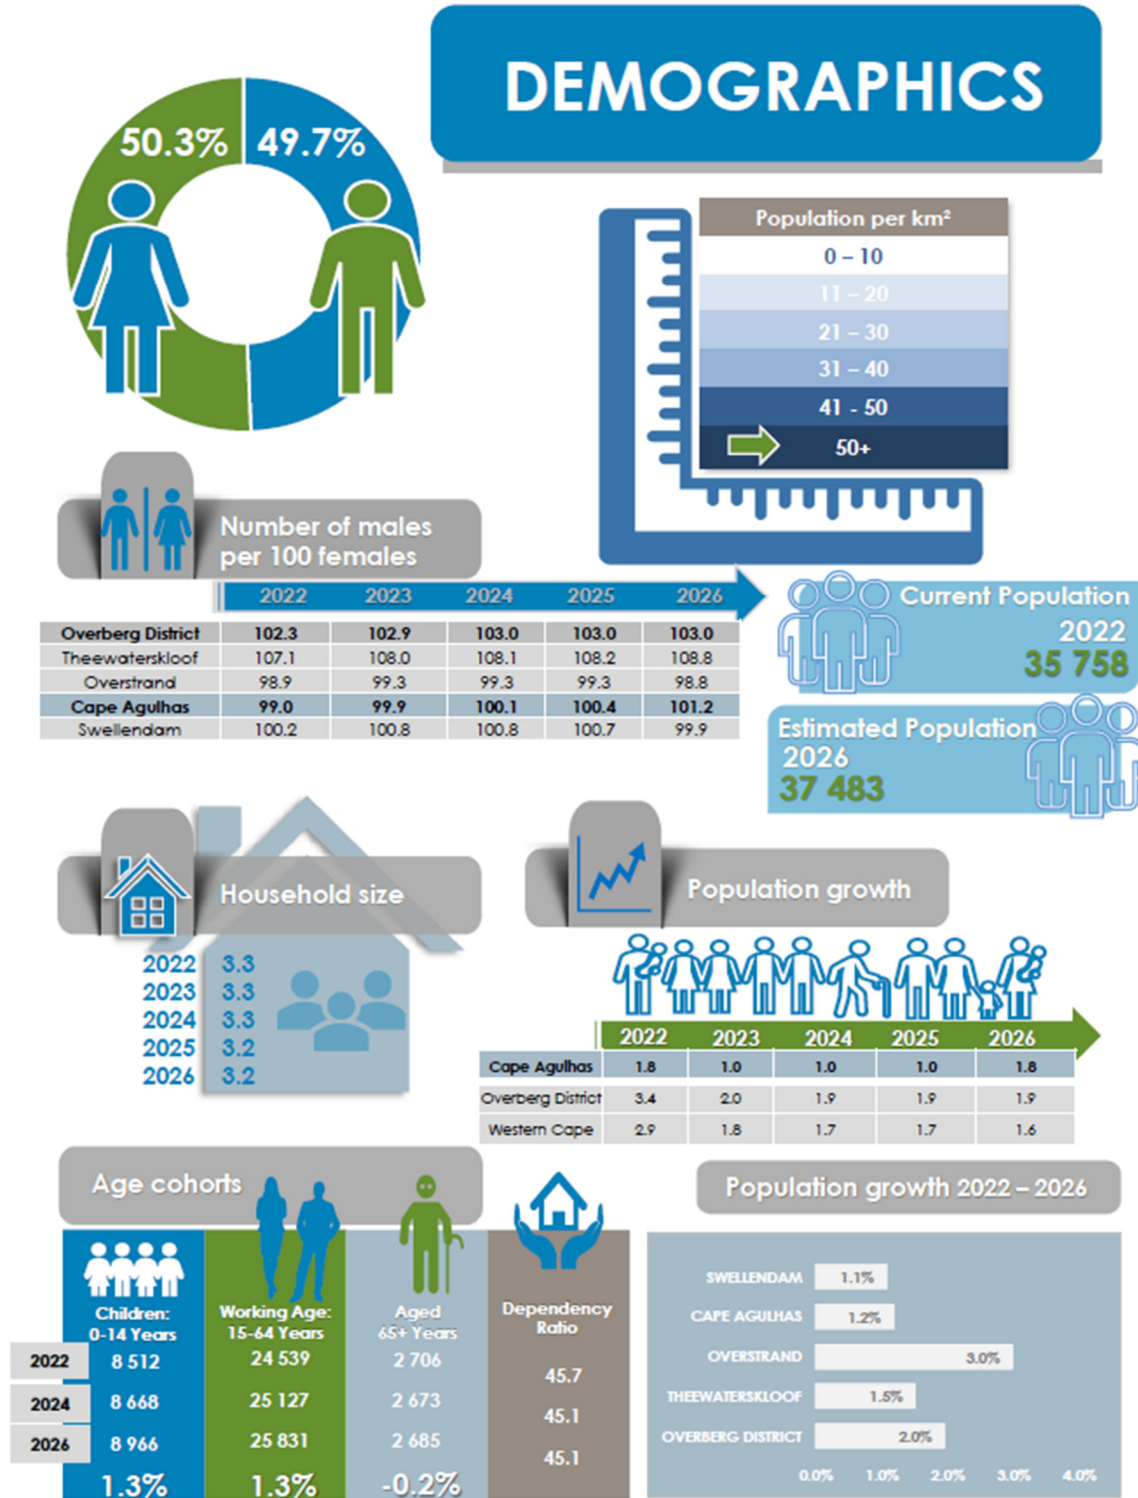 DEMOGRAPHICS
50.3% 49.7%
Population per km²
0 – 10
11 – 20
21 – 30
31 – 40
41 - 50
50+
Number of males
per 100 females
2022 2023 2024 2025 2026
Overberg District 102.3 102.9 103.0 103.0 103.0
Theewaterskloof 107.1 108.0 108.1 108.2 108.8
Overstrand 98.9 99.3 99.3 99.3 98.8
Cape Agulhas 99.0 99.9 100.1 100.4 101.2
Swellendam 100.2 100.8 100.8 100.7 99.9
Current Population
2022
35 758
Estimated Population
2026
37 483
Household size
2022 3.3
2023 3.3
2024 3.3
2025 3.2
2026 3.2
Population growth
2022 2023 2024 2025 2026
Cape Agulhas 1.8 1.0 1.0 1.0 1.8
Overberg District 3.4 2.0 1.9 1.9 1.9
Western Cape 2.9 1.8 1.7 1.7 1.6
Age cohorts
Children:
0-14 Years
Working Age:
15-64 Years
Aged
65+ Years
Dependency
Ratio
2022 8 512 24 539 2 706 45.7
2024 8 668 25 127 2 673 45.1
2026 8 966 25 831 2 685 45.1
1.3% 1.3% -0.2%
Population growth 2022 – 2026
SWELLENDAM 1.1%
CAPE AGULHAS 1.2%
OVERSTRAND 3.0%
THEEWATERSKLOOF 1.5%
OVERBERG DISTRICT 2.0%
0.0% 1.0% 2.0% 3.0% 4.0%